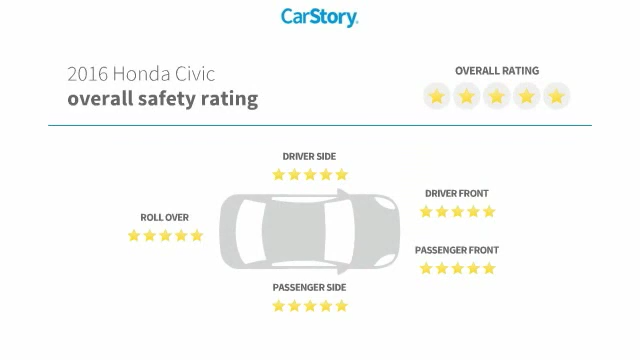 CarStory.
2016 Honda Civic
overall safety rating
OVERALL RATING
DRIVER SIDE
DRIVER FRONT
ROLL OVER
PASSENGER FRONT
PASSENGER SIDE